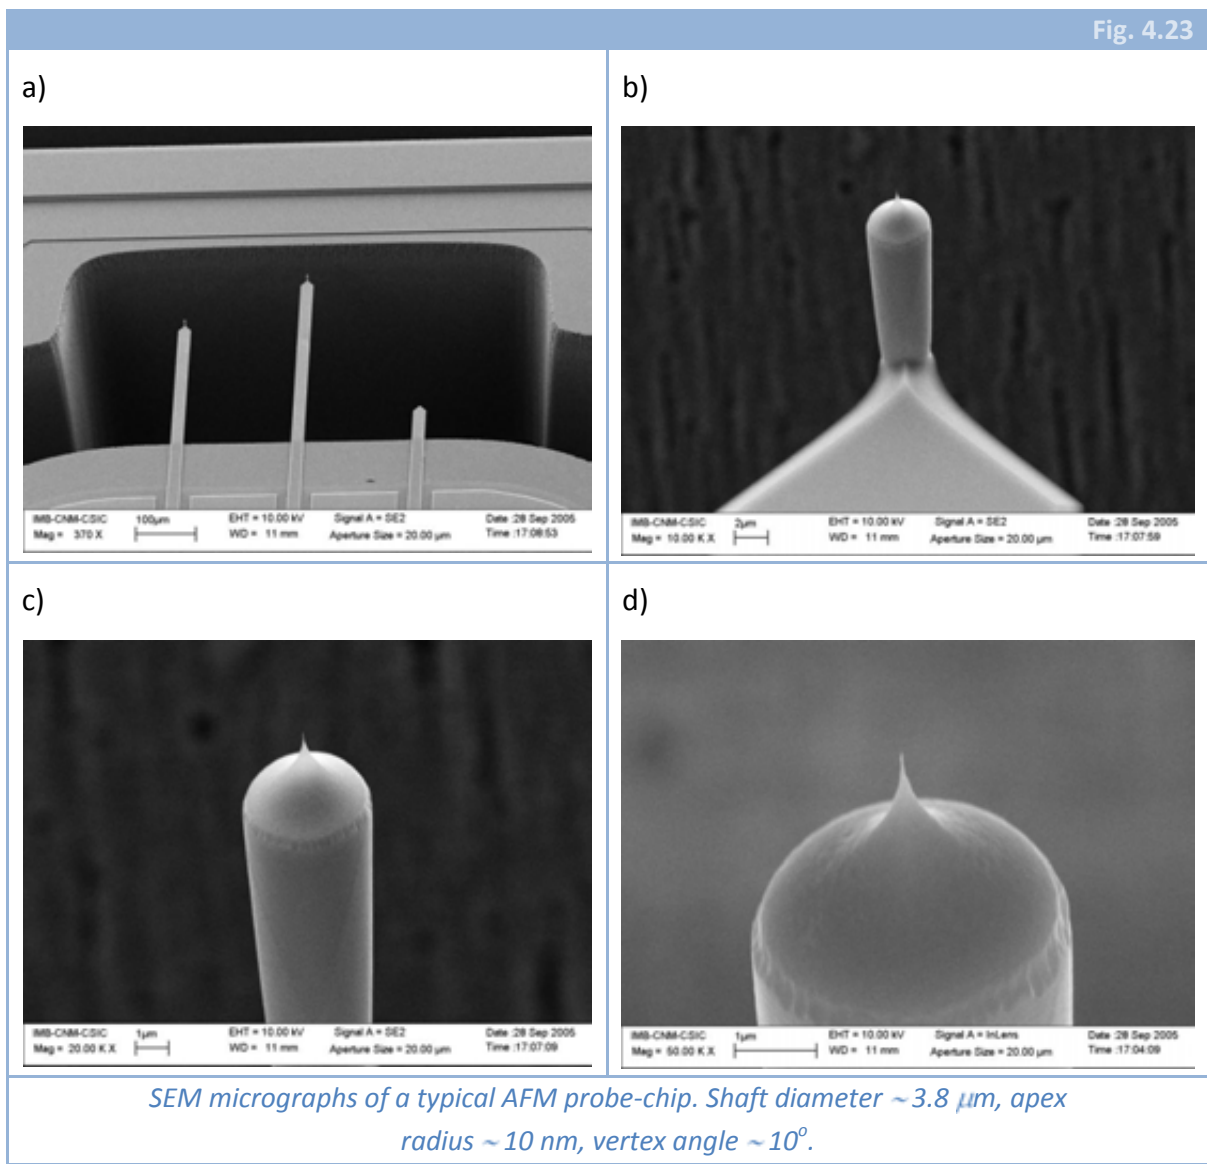 Fig. 4.23
a)
b)
IMB-CNM-CSIC 100µm EHT = 10.00 kV Signal A = SE2 Date :28 Sep 2005
Mag = 370 X WD = 11 mm Aperture Size = 20.00 µm Time :17:08:53
IMB-CNM-CSIC 2µm EHT = 10.00 kV Signal A = SE2 Date :28 Sep 2005
Mag = 10.00 K X WD = 11 mm Aperture Size = 20.00 µm Time :17:07:59
c)
d)
IMB-CNM-CSIC 1µm EHT = 10.00 kV Signal A = SE2 Date :28 Sep 2005
Mag = 20.00 K X WD = 11 mm Aperture Size = 20.00 µm Time :17:07:09
IMB-CNM-CSIC 1µm EHT = 10.00 kV Signal A = InLens Date :28 Sep 2005
Mag = 50.00 K X WD = 11 mm Aperture Size = 20.00 µm Time :17:04:09
SEM micrographs of a typical AFM probe-chip. Shaft diameter ~3.8 µm, apex
radius ~ 10 nm, vertex angle ~ 10º.